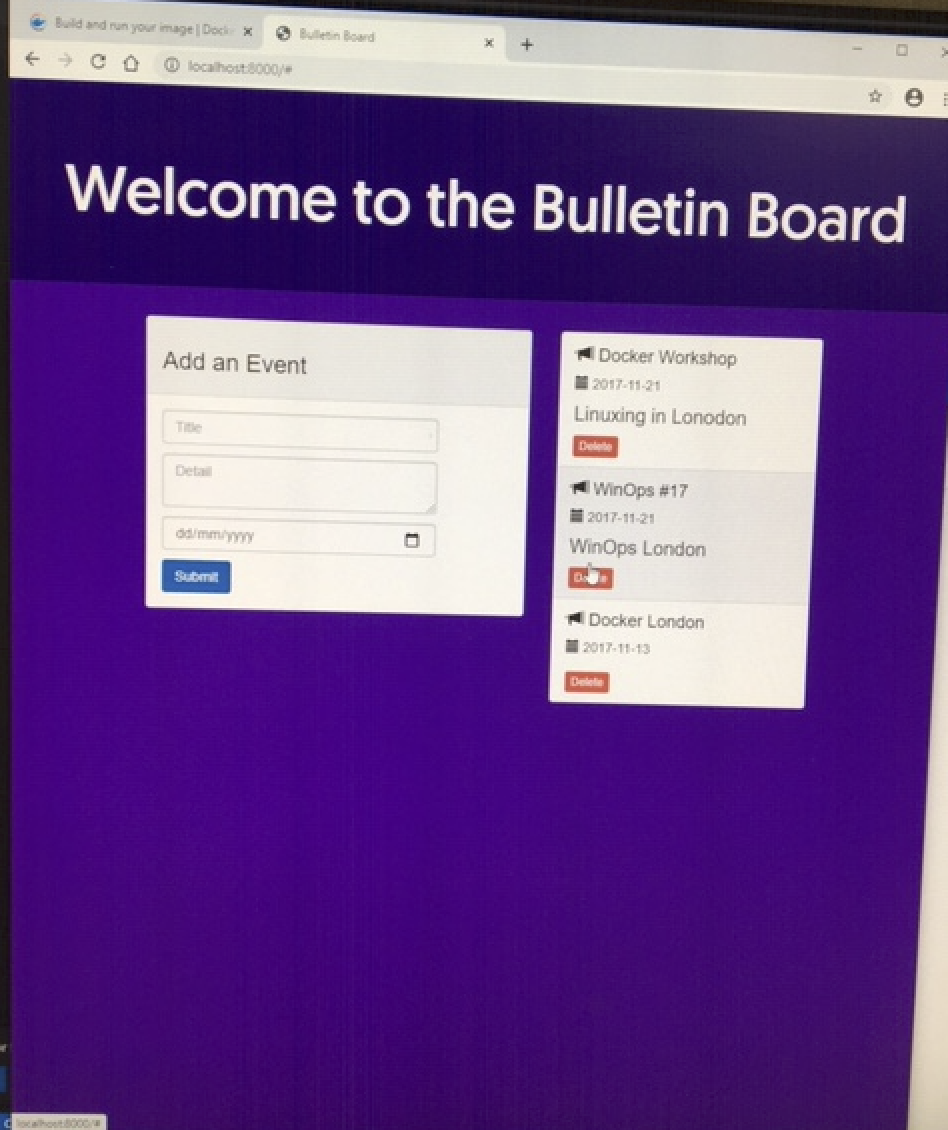 Build and run your image | Docke
Bulletin Board
localhost:8000/#
Welcome to the Bulletin Board
Add an Event
Title
Detail
dd/mm/yyyy
Submit
Docker Workshop
2017-11-21
Linuxing in Lonodon
Delete
WinOps #17
2017-11-21
WinOps London
Docker London
2017-11-13
Delete
localhost:8000/#